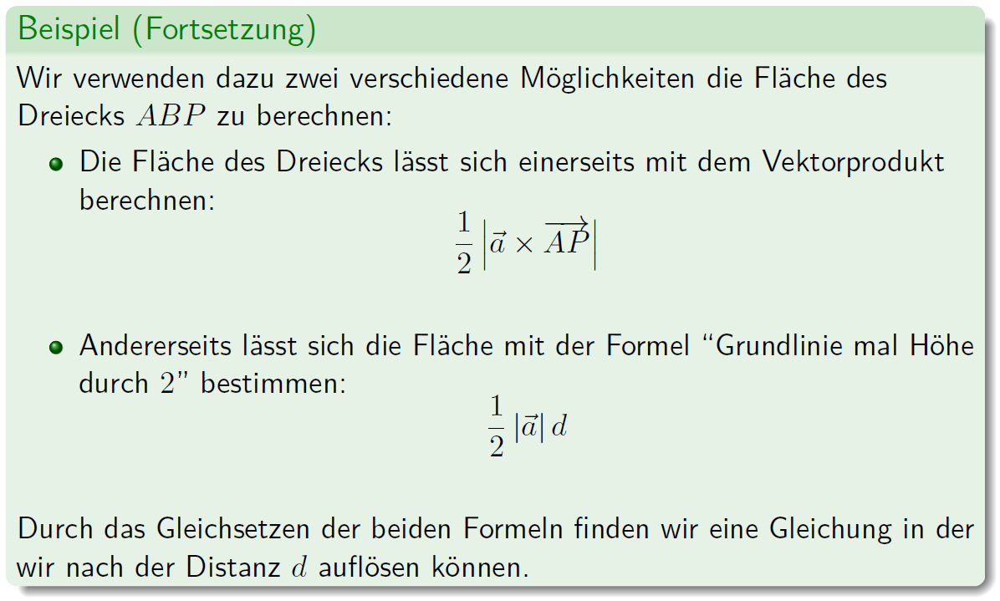 Beispiel (Fortsetzung)
Wir verwenden dazu zwei verschiedene Möglichkeiten die Fläche des
Dreiecks $ABP$ zu berechnen:
Die Fläche des Dreiecks lässt sich einerseits mit dem Vektorprodukt
berechnen:
$\frac{1}{2} \left| \vec{a} \times \overrightarrow{AP} \right|$
Andererseits lässt sich die Fläche mit der Formel “Grundlinie mal Höhe
durch 2” bestimmen:
$\frac{1}{2} \left| \vec{a} \right| d$
Durch das Gleichsetzen der beiden Formeln finden wir eine Gleichung in der
wir nach der Distanz $d$ auflösen können.